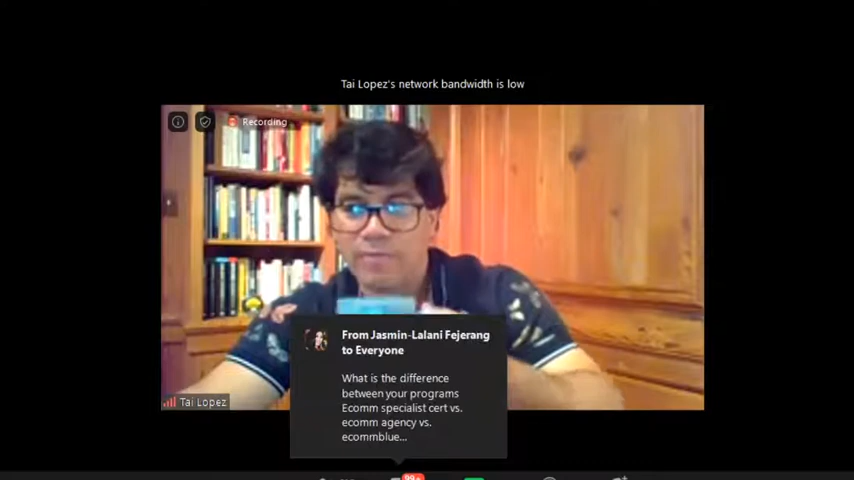 Tai Lopez's network bandwidth is low
Recording
From Jasmin-Lalani Fejerang
to Everyone
What is the difference
between your programs
Ecomm specialist cert vs.
ecomm agency vs.
ecommblue...
Tai Lopez
99+